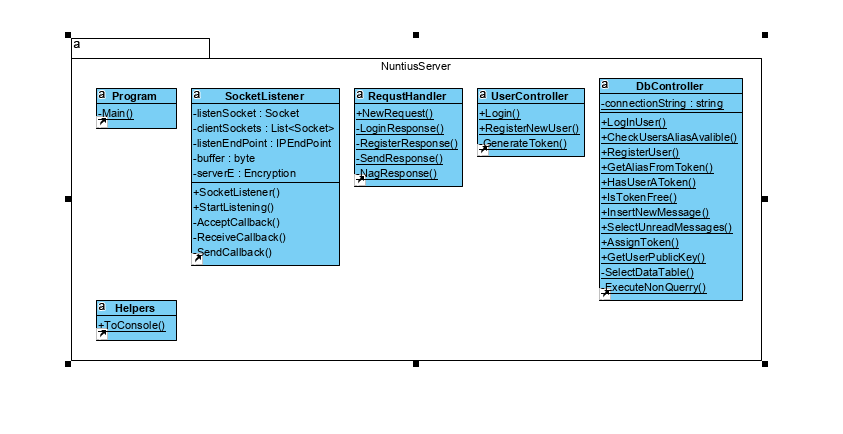 a
NuntiusServer
a Program
-Main()
a SocketListener
-listenSocket : Socket
-clientSockets : List<Socket>
-listenEndPoint : IPEndPoint
-buffer : byte
-serverE : Encryption
+SocketListener()
+StartListening()
-AcceptCallback()
-ReceiveCallback()
-SendCallback()
a RequstHandler
+NewRequest()
-LoginResponse()
-RegisterResponse()
-SendResponse()
-NagResponse()
a UserController
+Login()
+RegisterNewUser()
-GenerateToken()
a DbController
-connectionString : string
+LogInUser()
+CheckUsersAliasAvalible()
+RegisterUser()
+GetAliasFromToken()
+HasUserAToken()
+IsTokenFree()
+InsertNewMessage()
+SelectUnreadMessages()
+AssignToken()
+GetUserPublicKey()
-SelectDataTable()
-ExecuteNonQuerry()
a Helpers
+ToConsole()